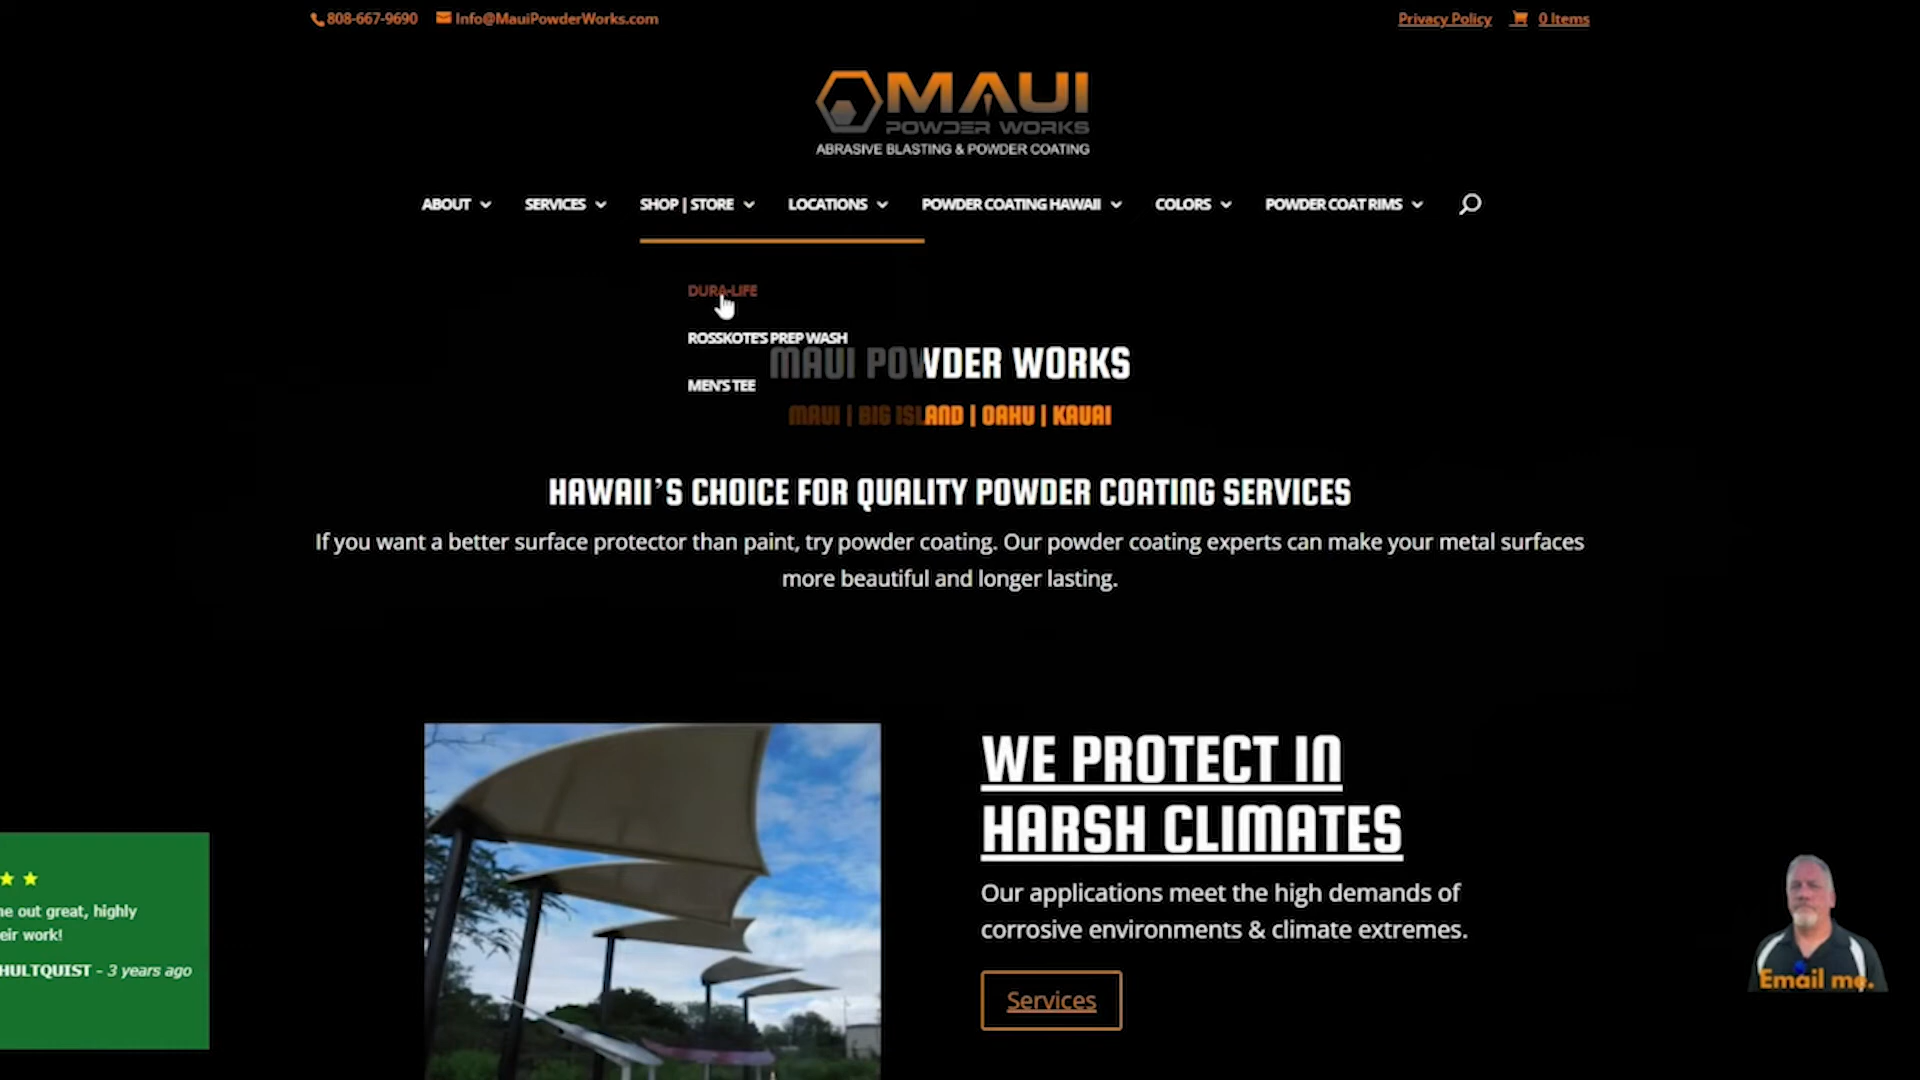 808-667-9690 Info@MauiPowderWorks.com Privacy Policy 0 Items
MAUI
POWDER WORKS
ABRASIVE BLASTING & POWDER COATING
ABOUT SERVICES SHOP | STORE LOCATIONS POWDER COATING HAWAII COLORS POWDER COAT RIMS
DURA-LIFE
ROSSKOTE'S PREP WASH
MEN'S TEE
MAUI POWDER WORKS
MAUI | BIG ISLAND | OAHU | KAUAI
HAWAII'S CHOICE FOR QUALITY POWDER COATING SERVICES
If you want a better surface protector than paint, try powder coating. Our powder coating experts can make your metal surfaces
more beautiful and longer lasting.
WE PROTECT IN
HARSH CLIMATES
Our applications meet the high demands of
corrosive environments & climate extremes.
Services
out great, highly
work!
HULTQUIST - 3 years ago
Email me.